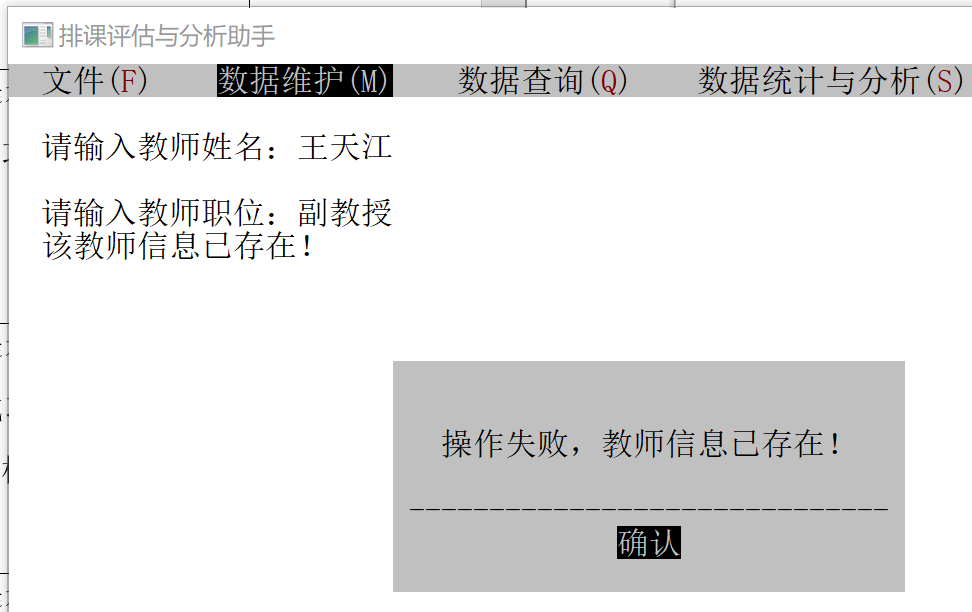 排课评估与分析助手
文件(F) 数据维护(M) 数据查询(Q) 数据统计与分析(S)
请输入教师姓名：王天江
请输入教师职位：副教授
该教师信息已存在！
操作失败，教师信息已存在！
确认